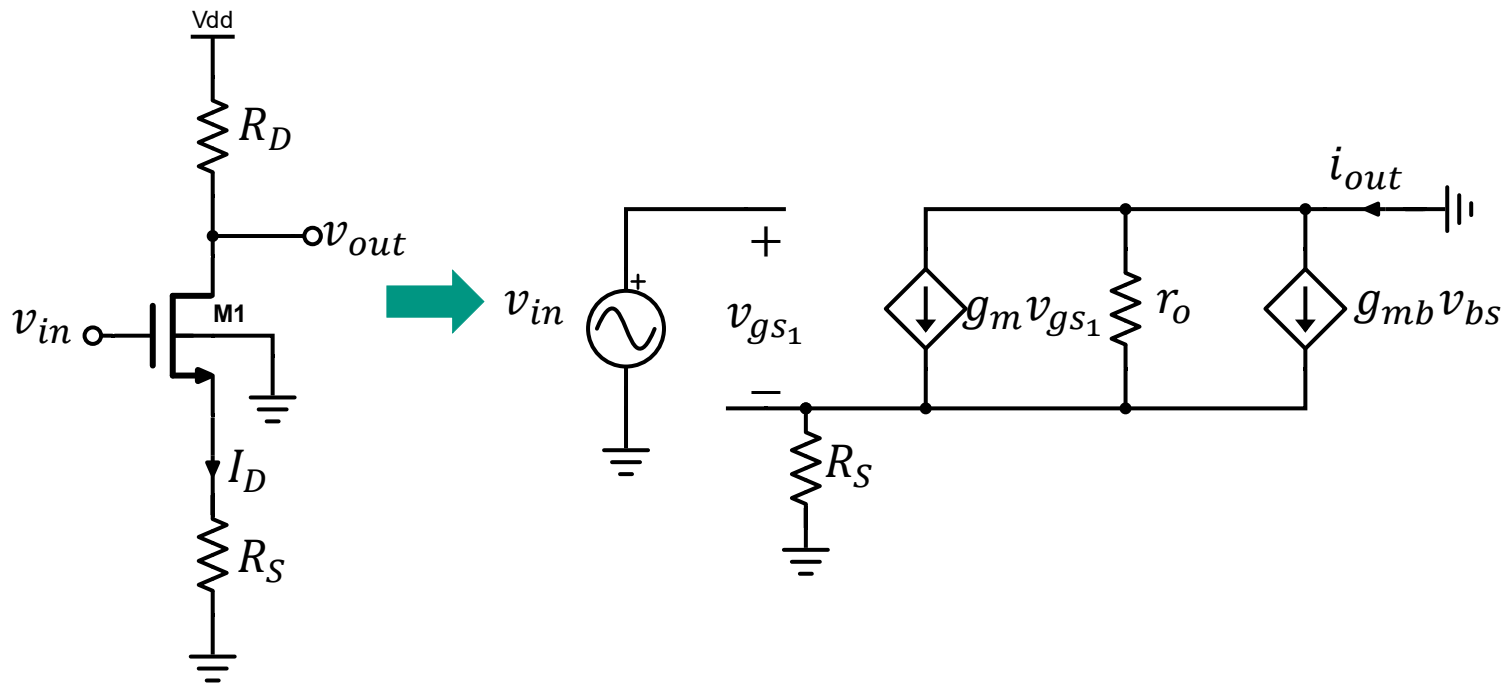 Vdd
R_D
v_out
M1
v_in
I_D
R_S
v_in
+
+
v_gs₁
−
R_S
g_m v_gs₁
r_o
g_mb v_bs
i_out